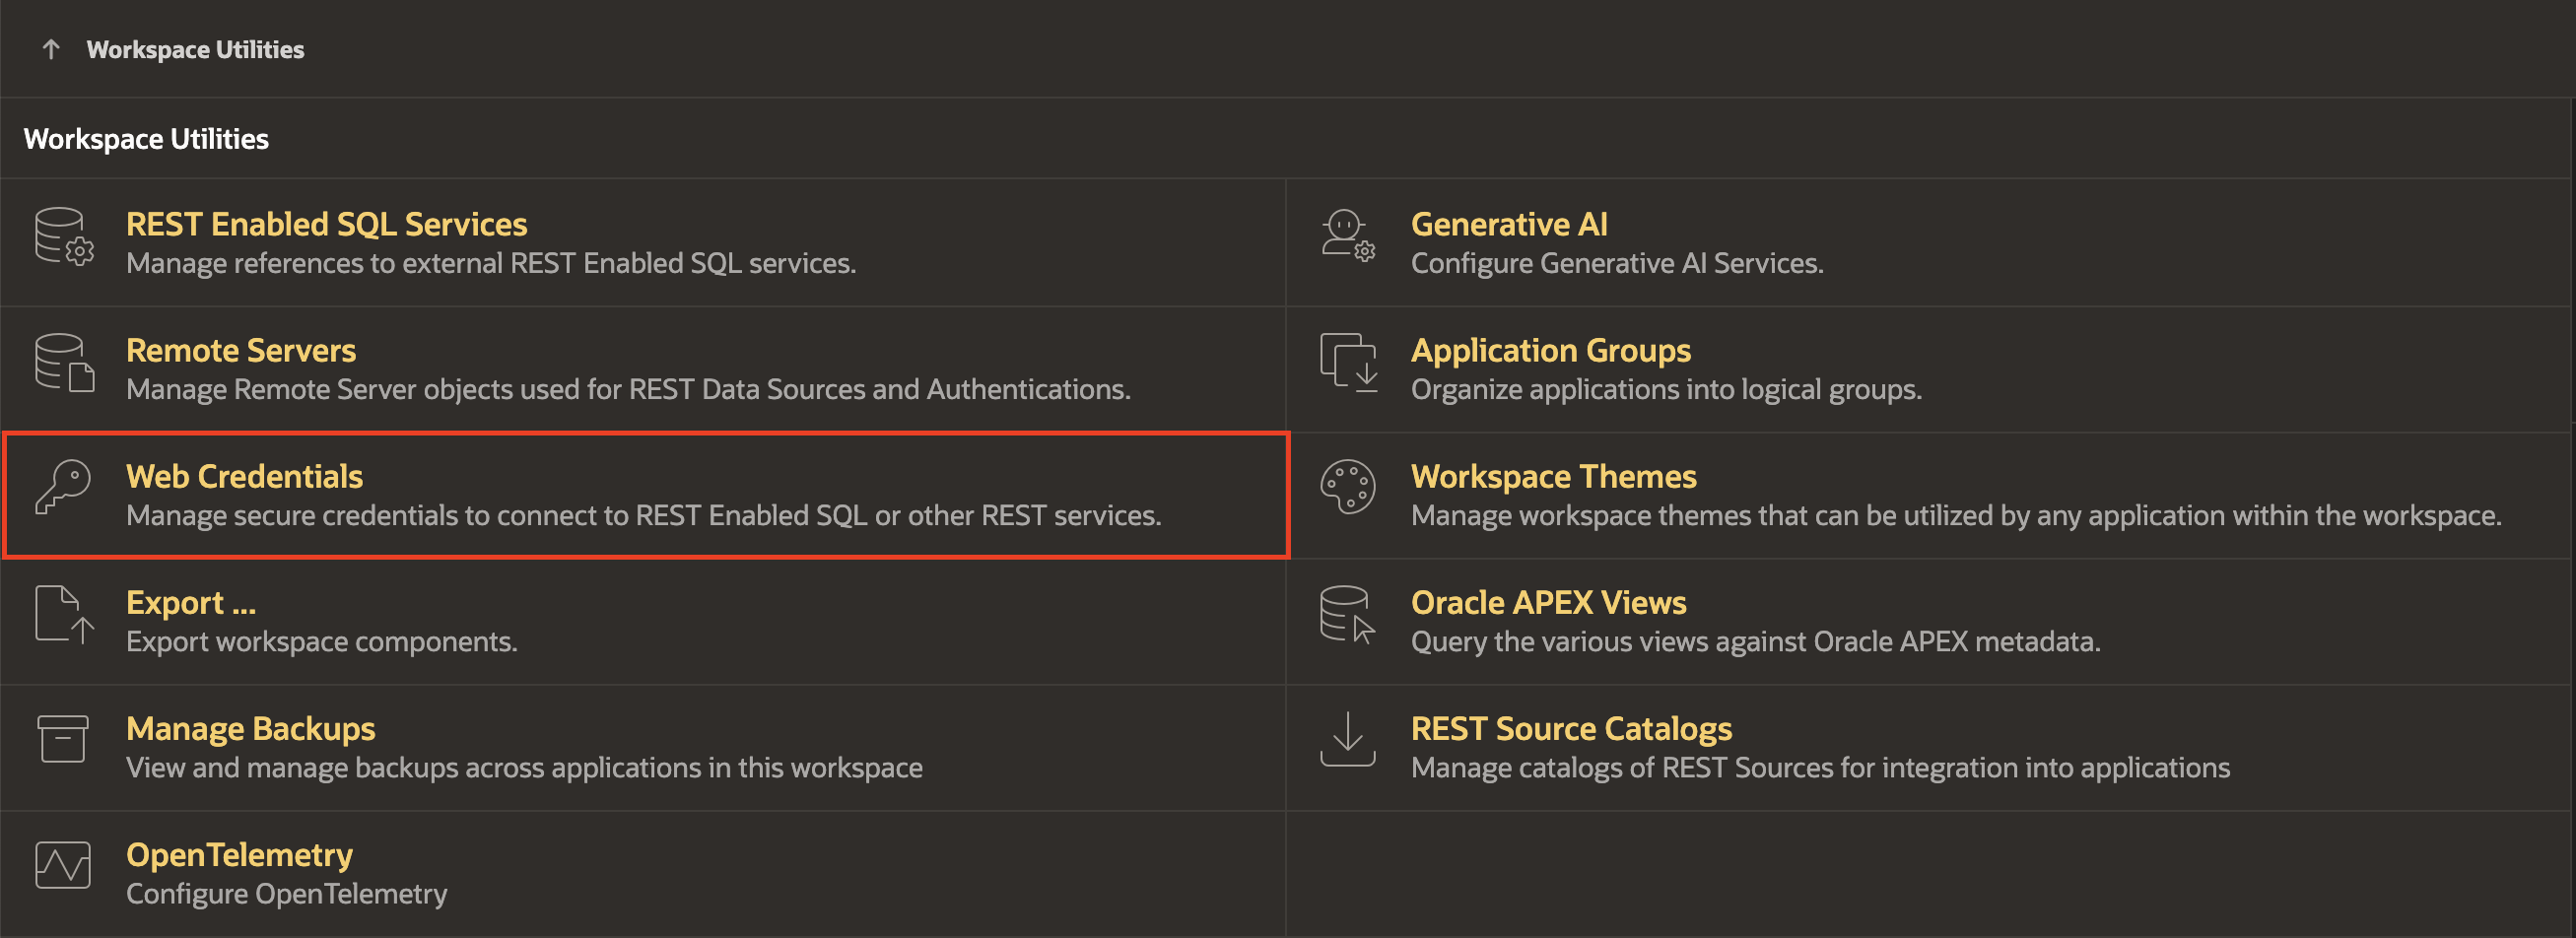 Workspace Utilities
Workspace Utilities
REST Enabled SQL Services
Manage references to external REST Enabled SQL services.
Generative AI
Configure Generative AI Services.
Remote Servers
Manage Remote Server objects used for REST Data Sources and Authentications.
Application Groups
Organize applications into logical groups.
Web Credentials
Manage secure credentials to connect to REST Enabled SQL or other REST services.
Workspace Themes
Manage workspace themes that can be utilized by any application within the workspace.
Export ...
Export workspace components.
Oracle APEX Views
Query the various views against Oracle APEX metadata.
Manage Backups
View and manage backups across applications in this workspace
REST Source Catalogs
Manage catalogs of REST Sources for integration into applications
OpenTelemetry
Configure OpenTelemetry